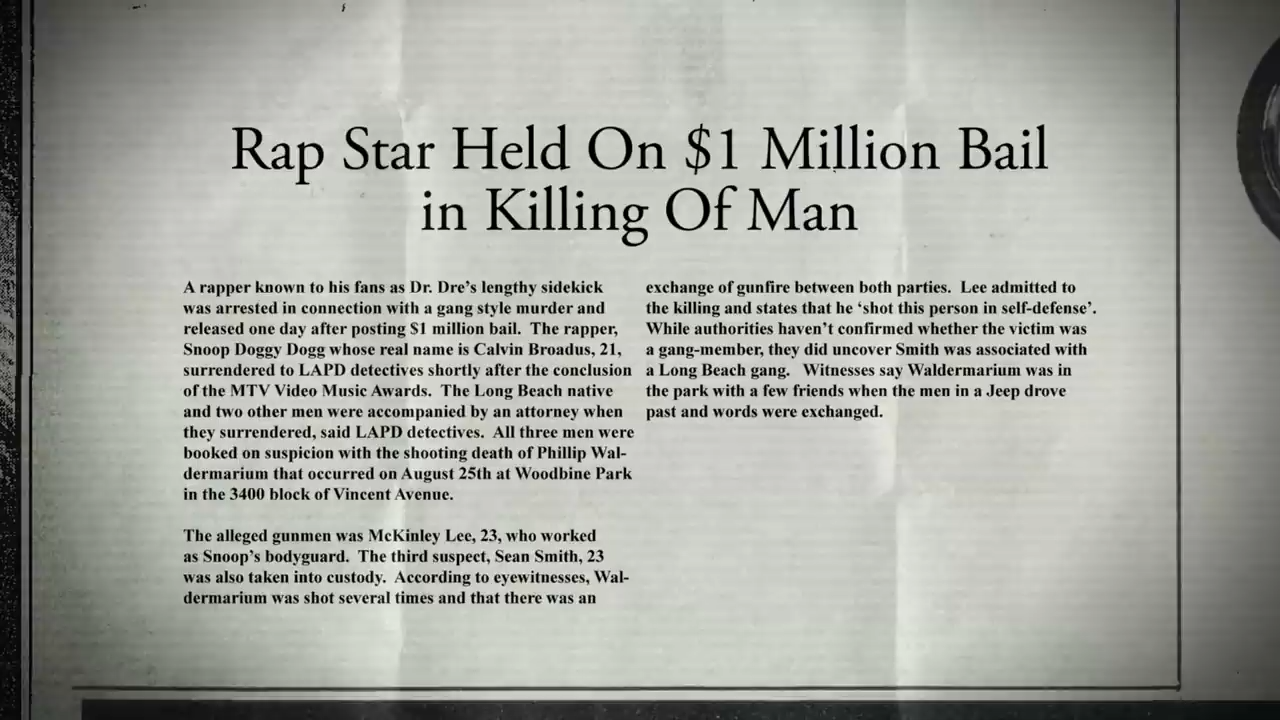 Rap Star Held On $1 Million Bail
in Killing Of Man
A rapper known to his fans as Dr. Dre's lengthy sidekick
was arrested in connection with a gang style murder and
released one day after posting $1 million bail.  The rapper,
Snoop Doggy Dogg whose real name is Calvin Broadus, 21,
surrendered to LAPD detectives shortly after the conclusion
of the MTV Video Music Awards.  The Long Beach native
and two other men were accompanied by an attorney when
they surrendered, said LAPD detectives.  All three men were
booked on suspicion with the shooting death of Phillip Wal-
dermarium that occurred on August 25th at Woodbine Park
in the 3400 block of Vincent Avenue.
The alleged gunmen was McKinley Lee, 23, who worked
as Snoop's bodyguard.  The third suspect, Sean Smith, 23
was also taken into custody.  According to eyewitnesses, Wal-
dermarium was shot several times and that there was an
exchange of gunfire between both parties.  Lee admitted to
the killing and states that he ‘shot this person in self-defense’.
While authorities haven't confirmed whether the victim was
a gang-member, they did uncover Smith was associated with
a Long Beach gang.   Witnesses say Waldermarium was in
the park with a few friends when the men in a Jeep drove
past and words were exchanged.